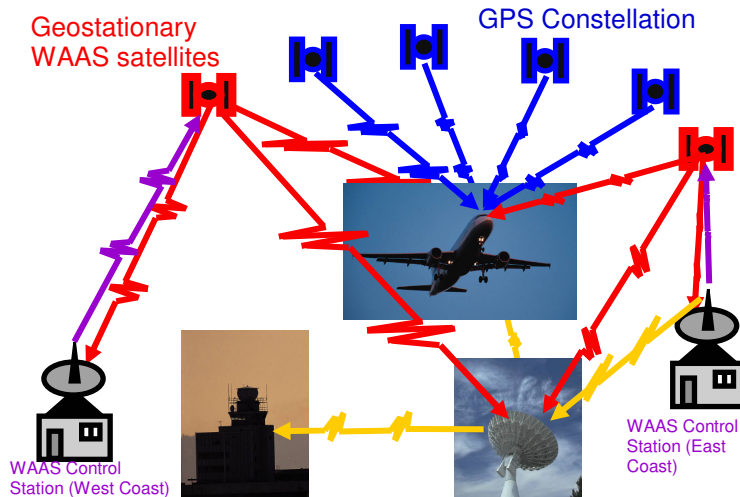 Geostationary
WAAS satellites
GPS Constellation
WAAS Control
Station (West Coast)
WAAS Control
Station (East
Coast)